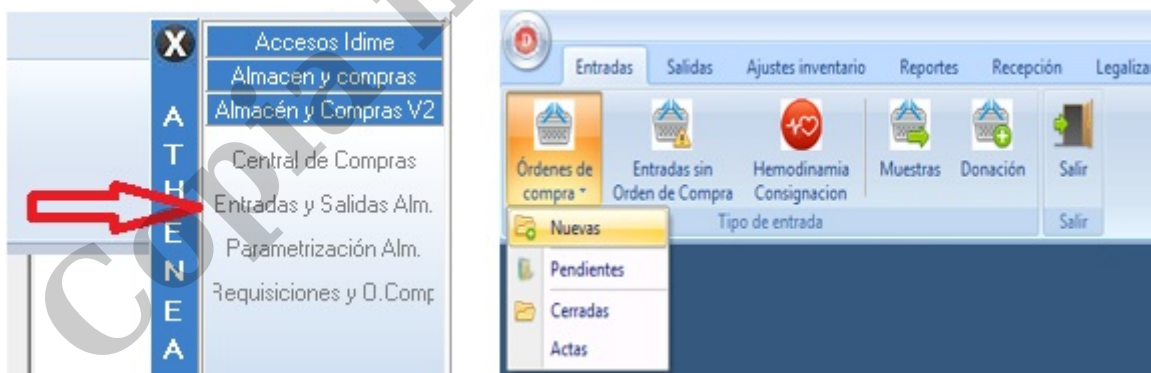 X
ATHENEA
Accesos Idime
Almacen y compras
Almacén y Compras V2
Central de Compras
Entradas y Salidas Alm.
Parametrización Alm.
Requisiciones y O.Comp
D
Entradas Salidas Ajustes inventario Reportes Recepción Legaliza
Órdenes de compra
Entradas sin Orden de Compra
Hemodinamia Consignacion
Muestras
Donación
Salir
Tipo de entrada
Salir
Nuevas
Pendientes
Cerradas
Actas
Copia